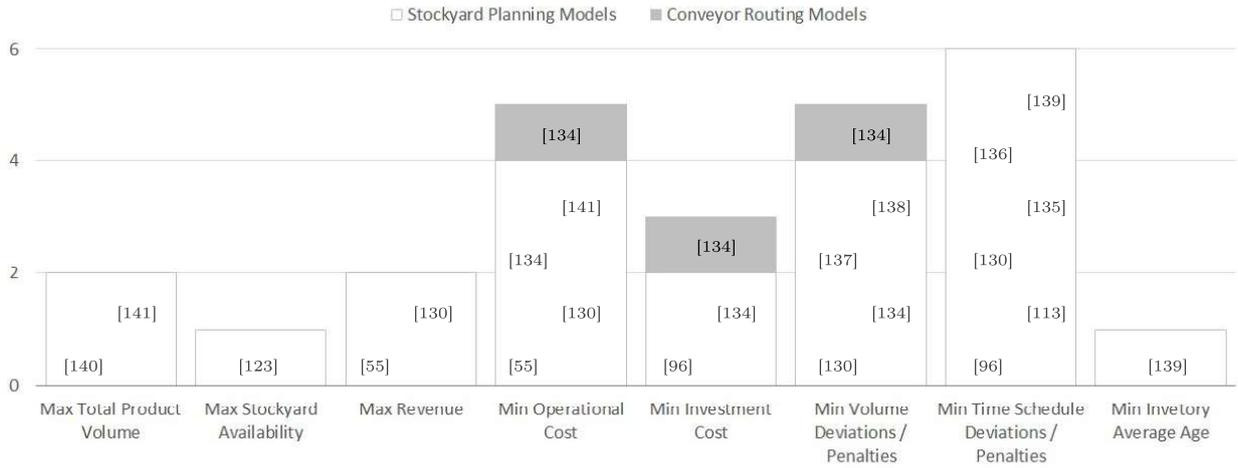 Stockyard Planning Models Conveyor Routing Models
6
[139]
[134] [134]
[136]
4
[141] [138] [135]
[134] [134] [137] [130]
2
[141] [130] [130] [134] [134] [113]
[140] [123] [55] [55] [96] [130] [96] [139]
0
Max Total Product Max Stockyard Max Revenue Min Operational Min Investment Min Volume Min Time Schedule Min Invetory
Volume Availability Cost Cost Deviations / Deviations / Average Age
Penalties Penalties